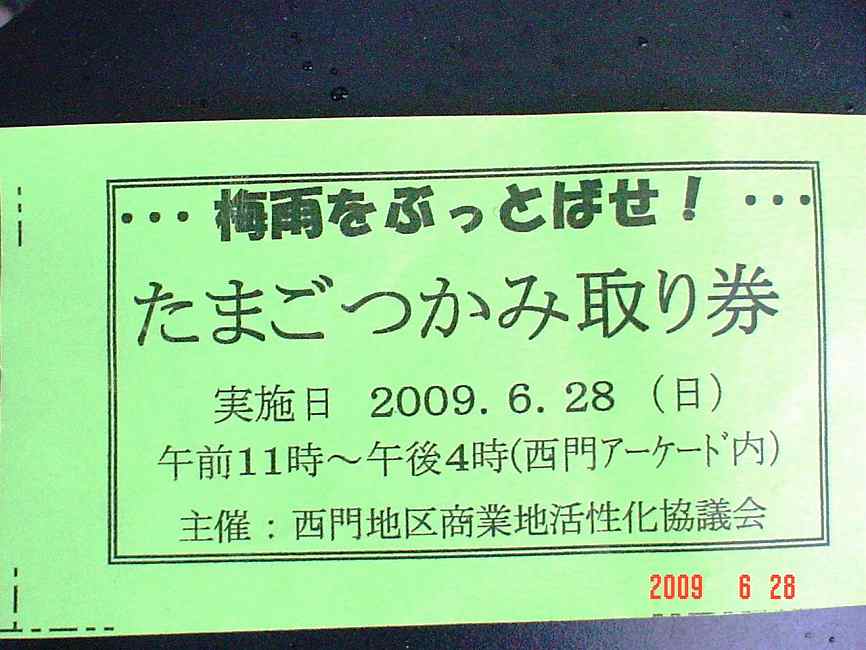 ・・・梅雨をぶっとばせ！・・・
たまごつかみ取り券
実施日 2009.6.28（日）
午前11時～午後4時(西門ｱｰｹｰﾄﾞ内)
主催：西門地区商業地活性化協議会
2009 6 28